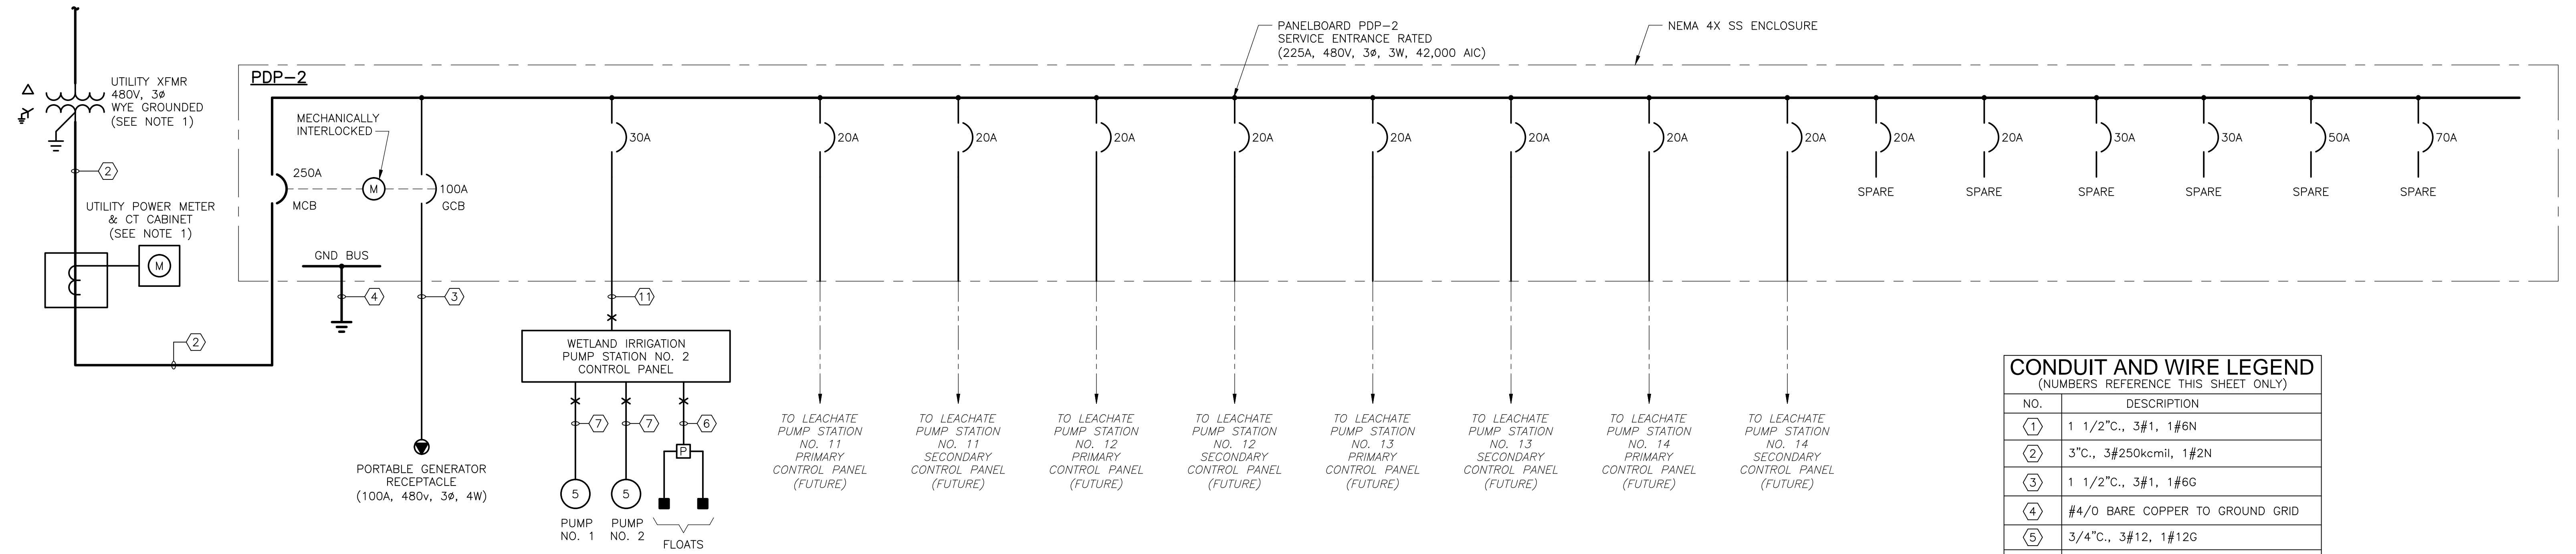 PANELBOARD PDP-2
SERVICE ENTRANCE RATED
(225A, 480V, 3ø, 3W, 42,000 AIC)
NEMA 4X SS ENCLOSURE
UTILITY XFMR
480V, 3ø
WYE GROUNDED
(SEE NOTE 1)
2
UTILITY POWER METER
& CT CABINET
(SEE NOTE 1)
M
2
PDP-2
MECHANICALLY
INTERLOCKED
250A
MCB
M
100A
GCB
GND BUS
4
3
PORTABLE GENERATOR
RECEPTACLE
(100A, 480v, 3ø, 4W)
30A
11
WETLAND IRRIGATION
PUMP STATION NO. 2
CONTROL PANEL
7
7
6
P
5
5
PUMP
NO. 1
PUMP
NO. 2
FLOATS
20A
TO LEACHATE
PUMP STATION
NO. 11
PRIMARY
CONTROL PANEL
(FUTURE)
20A
TO LEACHATE
PUMP STATION
NO. 11
SECONDARY
CONTROL PANEL
(FUTURE)
20A
TO LEACHATE
PUMP STATION
NO. 12
PRIMARY
CONTROL PANEL
(FUTURE)
20A
TO LEACHATE
PUMP STATION
NO. 12
SECONDARY
CONTROL PANEL
(FUTURE)
20A
TO LEACHATE
PUMP STATION
NO. 13
PRIMARY
CONTROL PANEL
(FUTURE)
20A
TO LEACHATE
PUMP STATION
NO. 13
SECONDARY
CONTROL PANEL
(FUTURE)
20A
TO LEACHATE
PUMP STATION
NO. 14
PRIMARY
CONTROL PANEL
(FUTURE)
20A
TO LEACHATE
PUMP STATION
NO. 14
SECONDARY
CONTROL PANEL
(FUTURE)
20A
SPARE
20A
SPARE
30A
SPARE
30A
SPARE
50A
SPARE
70A
SPARE
CONDUIT AND WIRE LEGEND
(NUMBERS REFERENCE THIS SHEET ONLY)
NO. DESCRIPTION
1 1 1/2"C., 3#1, 1#6N
2 3"C., 3#250kcmil, 1#2N
3 1 1/2"C., 3#1, 1#6G
4 #4/0 BARE COPPER TO GROUND GRID
5 3/4"C., 3#12, 1#12G